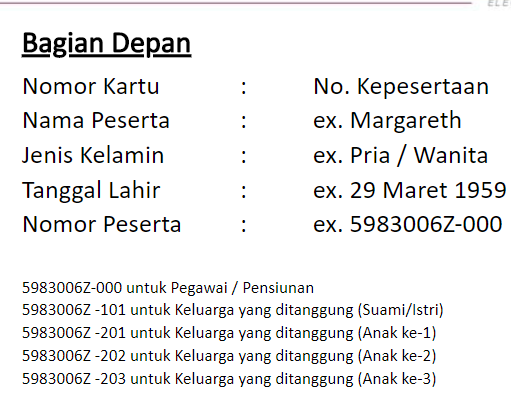 ELE
Bagian Depan
Nomor Kartu : No. Kepesertaan
Nama Peserta : ex. Margareth
Jenis Kelamin : ex. Pria / Wanita
Tanggal Lahir : ex. 29 Maret 1959
Nomor Peserta : ex. 5983006Z-000
5983006Z-000 untuk Pegawai / Pensiunan
5983006Z -101 untuk Keluarga yang ditanggung (Suami/Istri)
5983006Z -201 untuk Keluarga yang ditanggung (Anak ke-1)
5983006Z -202 untuk Keluarga yang ditanggung (Anak ke-2)
5983006Z -203 untuk Keluarga yang ditanggung (Anak ke-3)